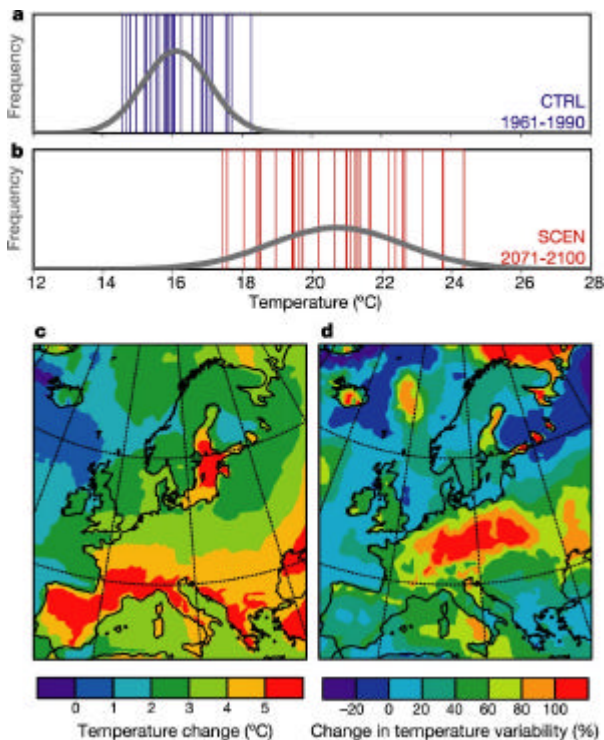 a
Frequency
CTRL
1961-1990
b
Frequency
SCEN
2071-2100
12 14 16 18 20 22 24 26 28
Temperature (ºC)
c
d
0 1 2 3 4 5
Temperature change (ºC)
−20 0 20 40 60 80 100
Change in temperature variability (%)